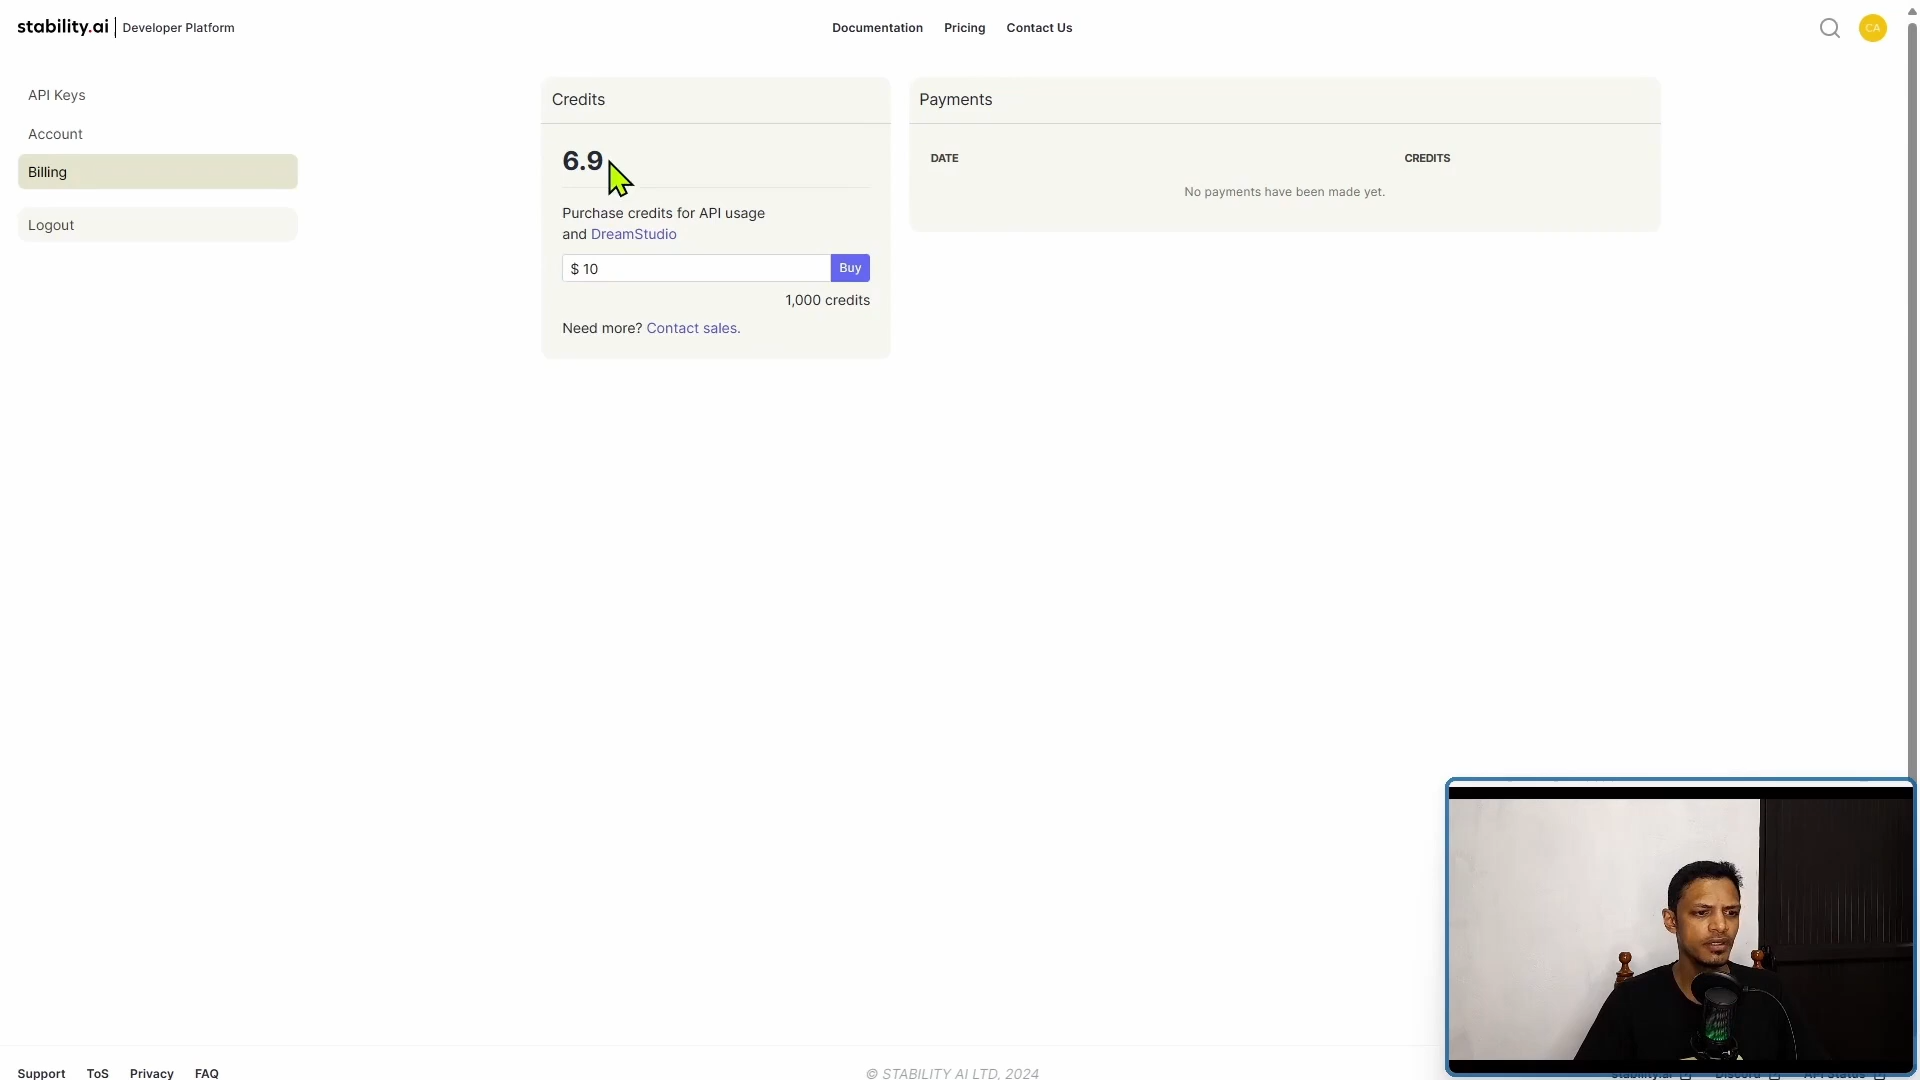 stability.ai Developer Platform
Documentation Pricing Contact Us
CA
API Keys
Account
Billing
Logout
Credits
6.9
Purchase credits for API usage
and DreamStudio
$ 10 Buy
1,000 credits
Need more? Contact sales.
Payments
DATE CREDITS
No payments have been made yet.
Support ToS Privacy FAQ
© STABILITY AI LTD, 2024